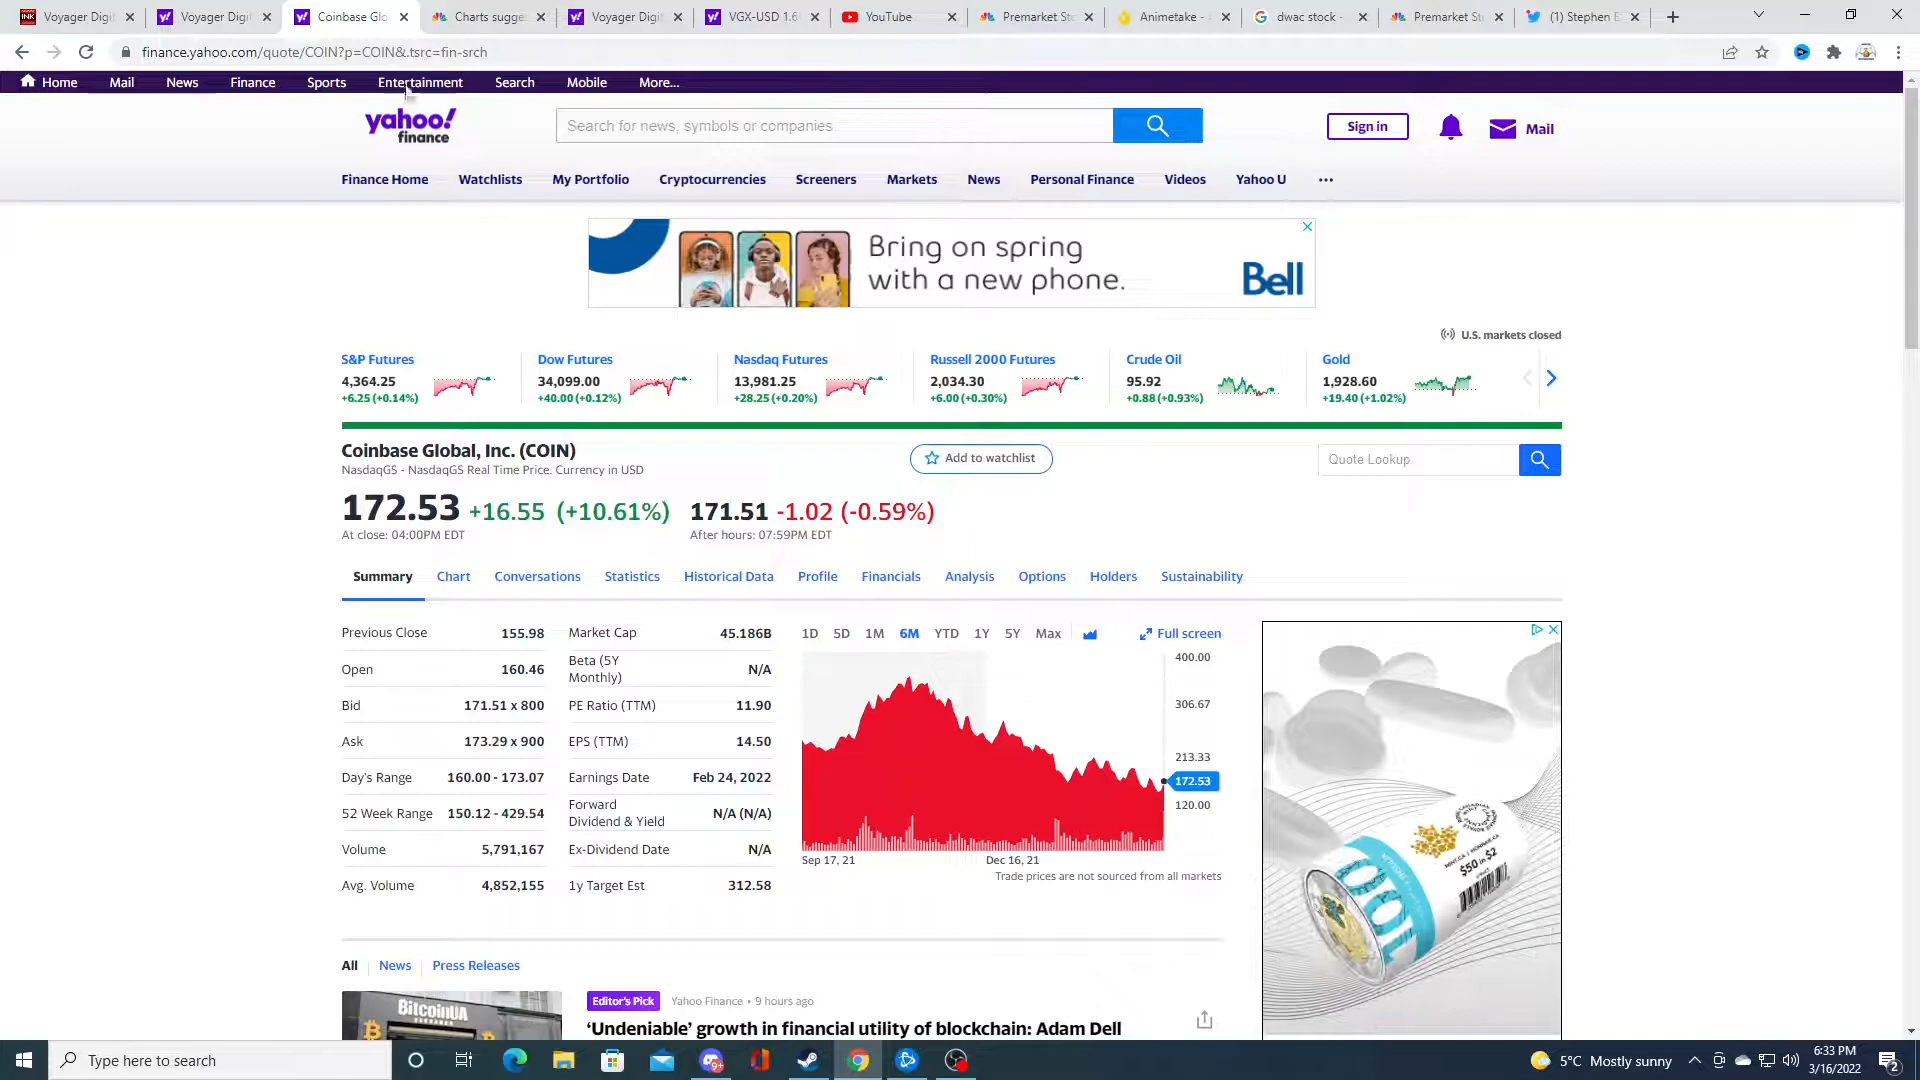 Voyager Digit
Voyager Digit
Coinbase Glo
Charts sugge
Voyager Digit
VGX-USD 1.6
YouTube
Premarket St
Animetake -
dwac stock -
Premarket St
(1) Stephen E
finance.yahoo.com/quote/COIN?p=COIN&.tsrc=fin-srch
Home Mail News Finance Sports Entertainment Search Mobile More...
yahoo!
finance
Search for news, symbols or companies
Sign in
Mail
Finance Home Watchlists My Portfolio Cryptocurrencies Screeners Markets News Personal Finance Videos Yahoo U ...
Bring on spring
with a new phone.
Bell
U.S. markets closed
S&P Futures
4,364.25
+6.25 (+0.14%)
Dow Futures
34,099.00
+40.00 (+0.12%)
Nasdaq Futures
13,981.25
+28.25 (+0.20%)
Russell 2000 Futures
2,034.30
+6.00 (+0.30%)
Crude Oil
95.92
+0.88 (+0.93%)
Gold
1,928.60
+19.40 (+1.02%)
Coinbase Global, Inc. (COIN)
NasdaqGS - NasdaqGS Real Time Price. Currency in USD
Add to watchlist
Quote Lookup
172.53 +16.55 (+10.61%)
At close: 04:00PM EDT
171.51 -1.02 (-0.59%)
After hours: 07:59PM EDT
Summary Chart Conversations Statistics Historical Data Profile Financials Analysis Options Holders Sustainability
Previous Close 155.98
Open 160.46
Bid 171.51 x 800
Ask 173.29 x 900
Day's Range 160.00 - 173.07
52 Week Range 150.12 - 429.54
Volume 5,791,167
Avg. Volume 4,852,155
Market Cap 45.186B
Beta (5Y
Monthly) N/A
PE Ratio (TTM) 11.90
EPS (TTM) 14.50
Earnings Date Feb 24, 2022
Forward
Dividend & Yield N/A (N/A)
Ex-Dividend Date N/A
1y Target Est 312.58
1D 5D 1M 6M YTD 1Y 5Y Max
Full screen
400.00
306.67
213.33
172.53
120.00
Sep 17, 21
Dec 16, 21
Trade prices are not sourced from all markets
MINT.CA | MONNAIE.CA
$50 in $2
All News Press Releases
BitcoinUA
EXCHANGE
Editor's Pick
Yahoo Finance • 9 hours ago
'Undeniable' growth in financial utility of blockchain: Adam Dell
Type here to search
9+
5°C Mostly sunny
6:33 PM
3/16/2022
2